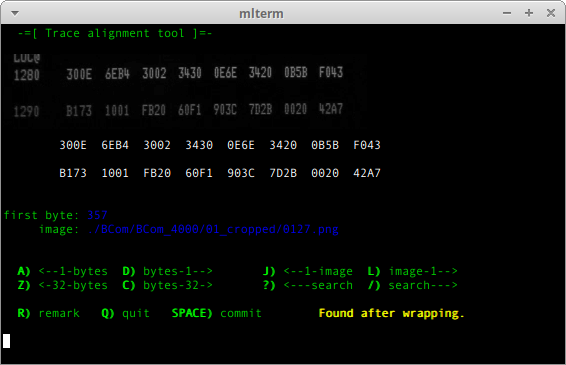 mlterm
-=[ Trace alignment tool ]=-
LOC@
1280 300E 6EB4 3002 3430 0E6E 3420 0B5B F043
1290 B173 1001 FB20 60F1 903C 7D2B 0020 42A7
300E 6EB4 3002 3430 0E6E 3420 0B5B F043
B173 1001 FB20 60F1 903C 7D2B 0020 42A7
first byte: 357
image: ./BCom/BCom_4000/01_cropped/0127.png
A) <--1-bytes D) bytes-1--> J) <--1-image L) image-1-->
Z) <-32-bytes C) bytes-32-> ?) <---search /) search--->
R) remark Q) quit SPACE) commit Found after wrapping.